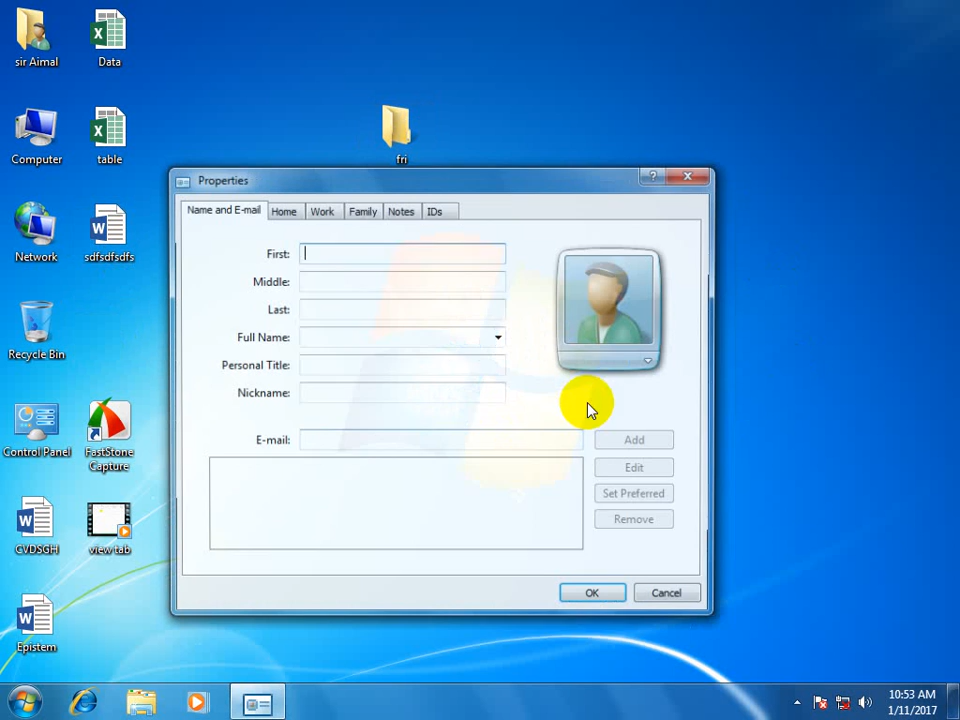 sir Aimal
Data
Computer
table
fri
Network
sdfsdfsdfs
Recycle Bin
Control Panel
FastStone
Capture
CVDSGH
view tab
Epistem
Properties
?
Name and E-mail
Home
Work
Family
Notes
IDs
First:
Middle:
Last:
Full Name:
Personal Title:
Nickname:
E-mail:
Add
Edit
Set Preferred
Remove
OK
Cancel
10:53 AM
1/11/2017